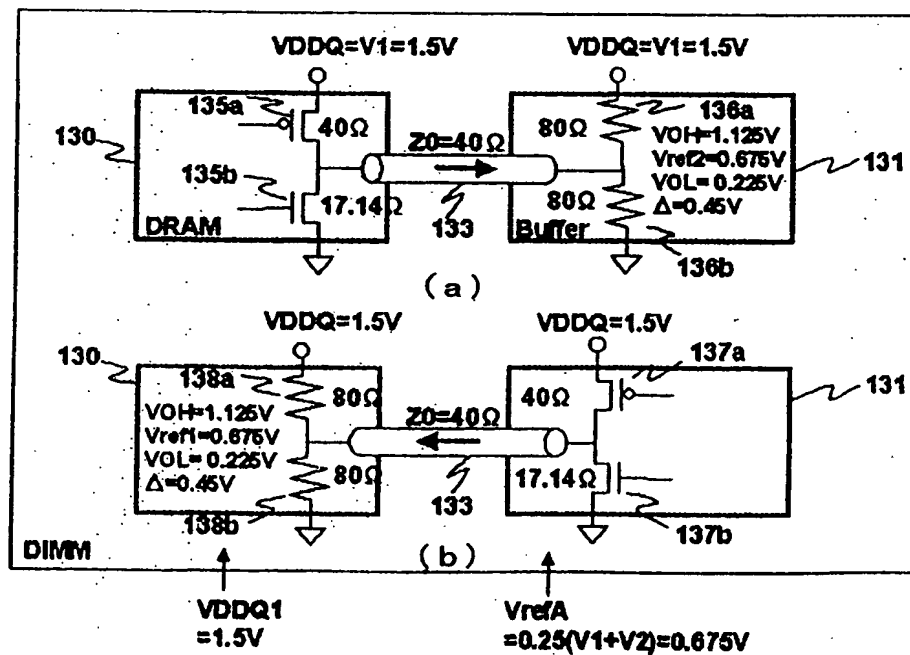 VDDQ=V1=1.5V
VDDQ=V1=1.5V
135a
136a
130
40Ω
Z0=40Ω
80Ω
VOH=1.125V
Vref2=0.675V
131
135b
VOL= 0.225V
17.14Ω
80Ω
Δ=0.45V
DRAM
133
Buffer
136b
(a)
VDDQ=1.5V
VDDQ=1.5V
130
138a
137a
131
80Ω
40Ω
VOH=1.125V
Z0=40Ω
Vref1=0.675V
VOL= 0.225V
80Ω
17.14Ω
Δ=0.45V
133
138b
137b
DIMM
(b)
VDDQ1
=1.5V
VrefA
=0.25(V1+V2)=0.675V